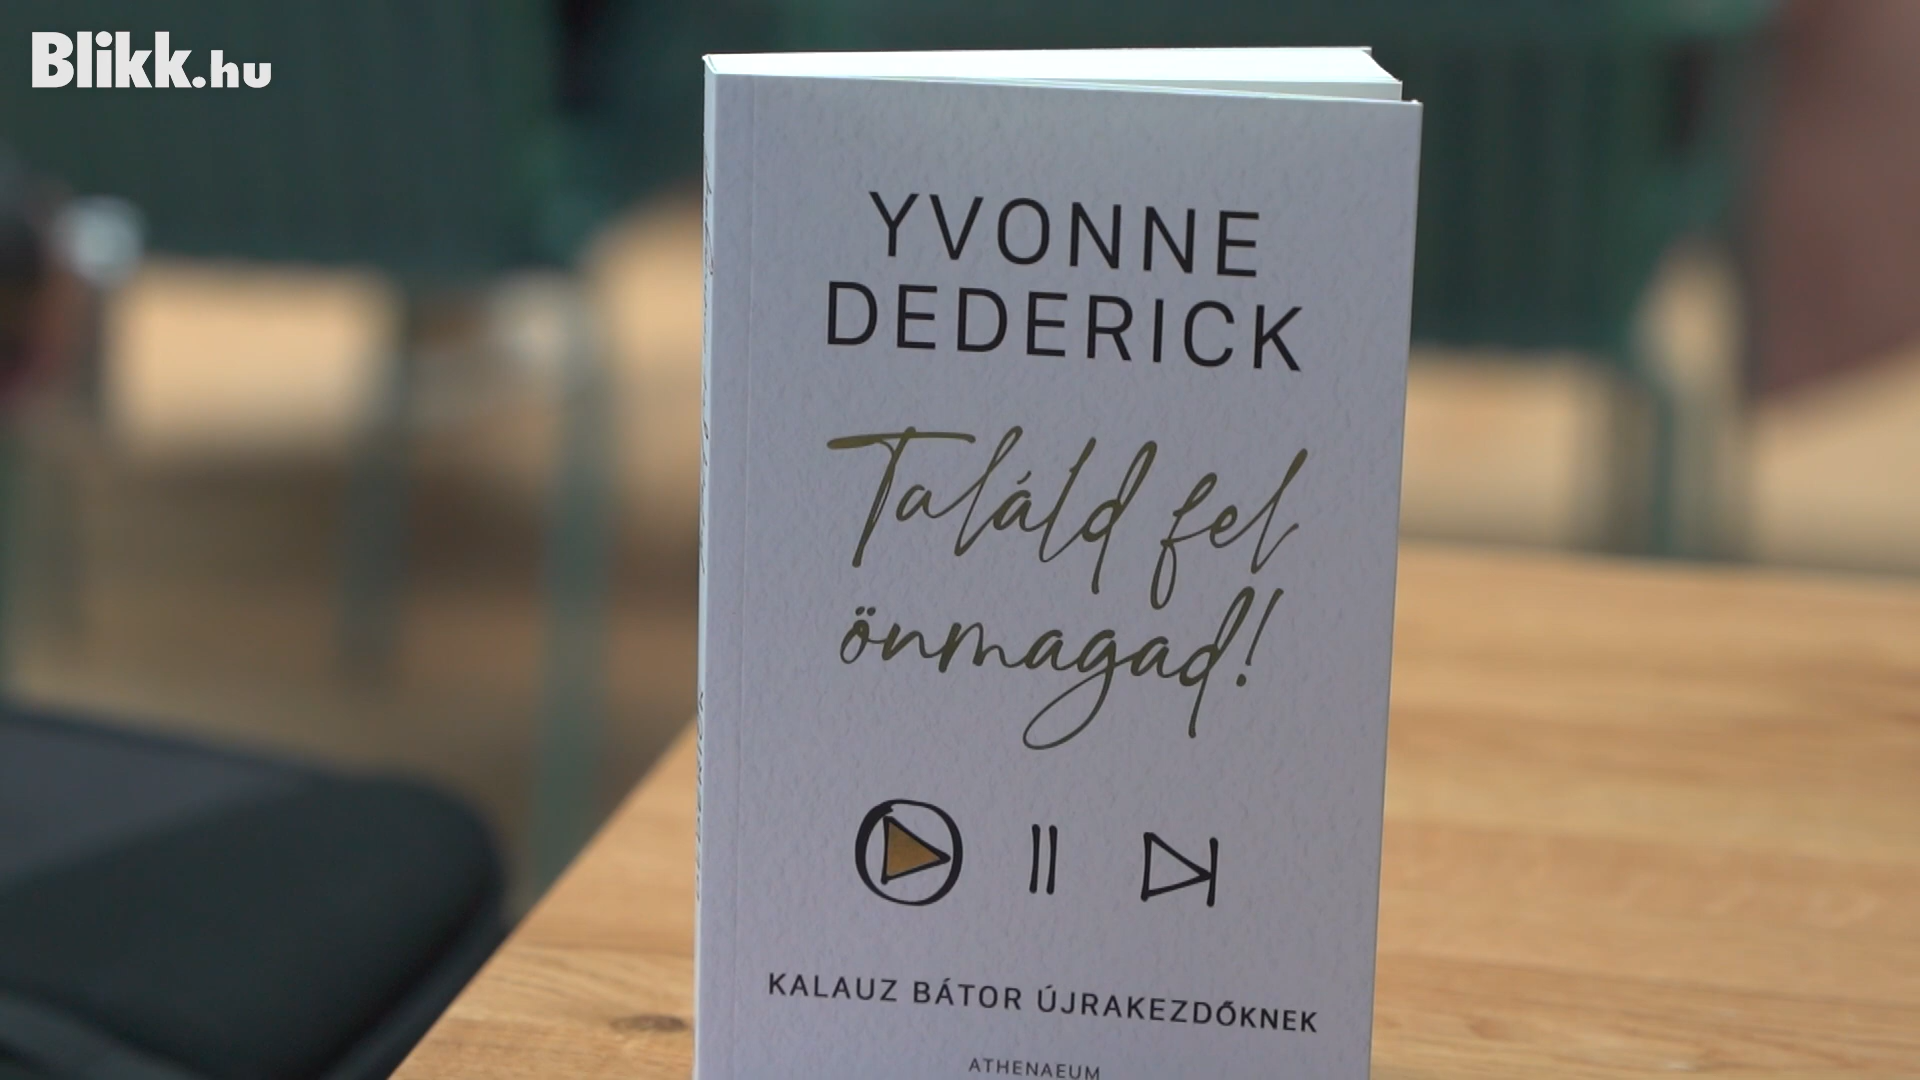 Blikk.hu
YVONNE
DEDERICK
Találd fel
önmagad!
KALAUZ BÁTOR ÚJRAKEZDŐKNEK
ATHENAEUM